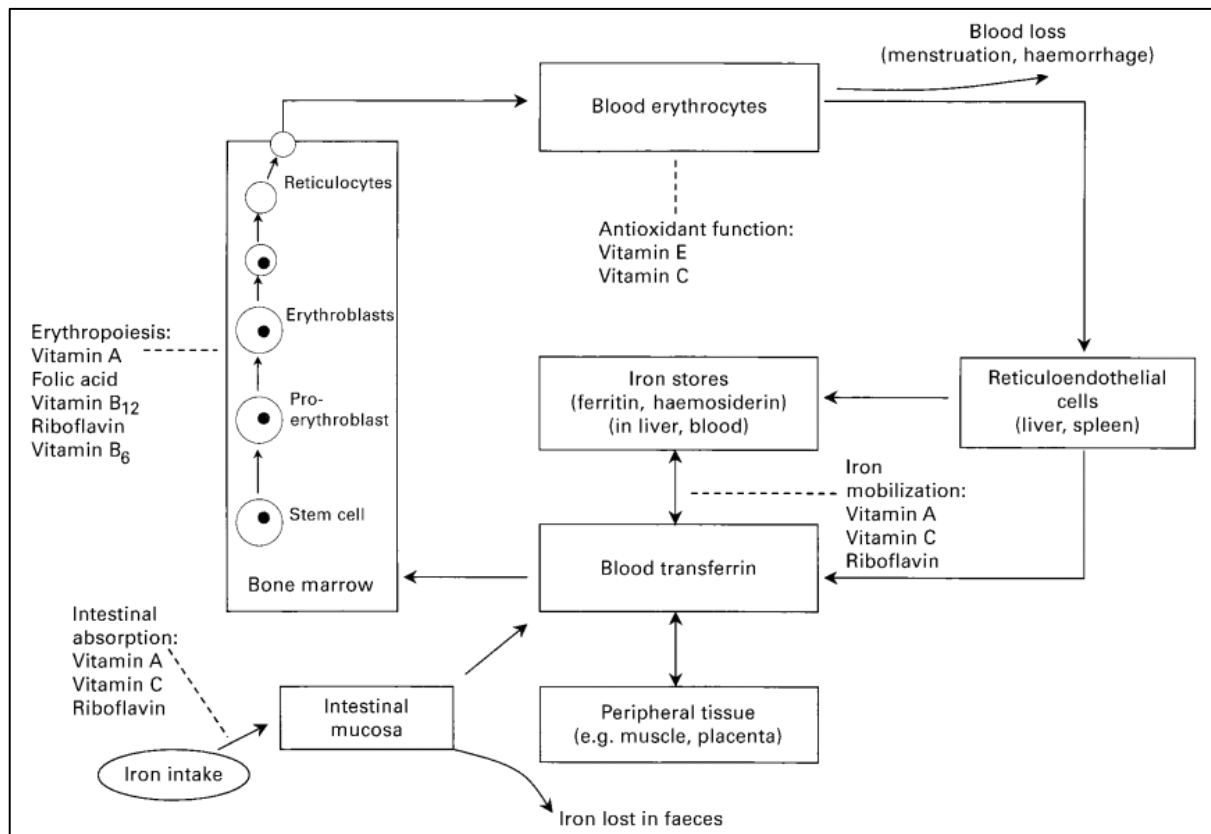 Blood loss
(menstruation, haemorrhage)
Blood erythrocytes
Reticulocytes
Antioxidant function:
Vitamin E
Vitamin C
Erythropoiesis:
Vitamin A
Folic acid
Vitamin B12
Riboflavin
Vitamin B6
Erythroblasts
Pro-
erythroblast
Stem cell
Bone marrow
Iron stores
(ferritin, haemosiderin)
(in liver, blood)
Reticuloendothelial
cells
(liver, spleen)
Iron
mobilization:
Vitamin A
Vitamin C
Riboflavin
Blood transferrin
Intestinal
absorption:
Vitamin A
Vitamin C
Riboflavin
Intestinal
mucosa
Peripheral tissue
(e.g. muscle, placenta)
Iron intake
Iron lost in faeces